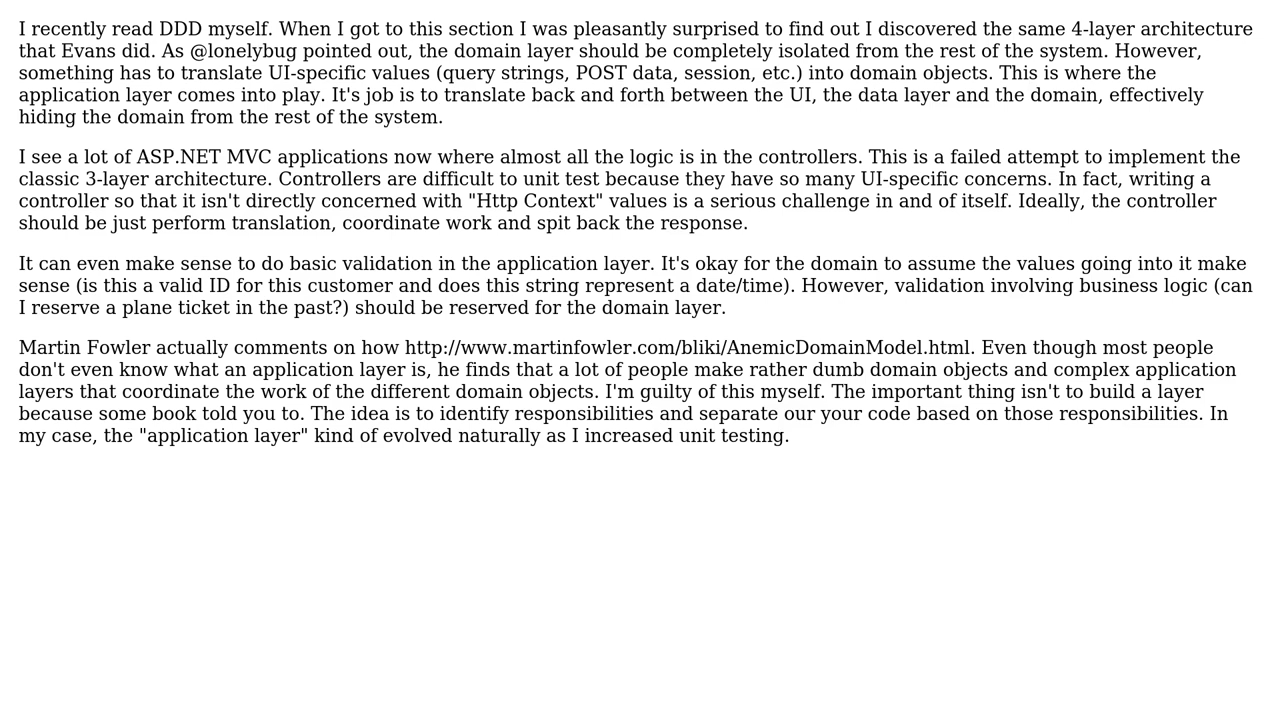 I recently read DDD myself. When I got to this section I was pleasantly surprised to find out I discovered the same 4-layer architecture
that Evans did. As @lonelybug pointed out, the domain layer should be completely isolated from the rest of the system. However,
something has to translate UI-specific values (query strings, POST data, session, etc.) into domain objects. This is where the
application layer comes into play. It's job is to translate back and forth between the UI, the data layer and the domain, effectively
hiding the domain from the rest of the system.
I see a lot of ASP.NET MVC applications now where almost all the logic is in the controllers. This is a failed attempt to implement the
classic 3-layer architecture. Controllers are difficult to unit test because they have so many UI-specific concerns. In fact, writing a
controller so that it isn't directly concerned with "Http Context" values is a serious challenge in and of itself. Ideally, the controller
should be just perform translation, coordinate work and spit back the response.
It can even make sense to do basic validation in the application layer. It's okay for the domain to assume the values going into it make
sense (is this a valid ID for this customer and does this string represent a date/time). However, validation involving business logic (can
I reserve a plane ticket in the past?) should be reserved for the domain layer.
Martin Fowler actually comments on how http://www.martinfowler.com/bliki/AnemicDomainModel.html. Even though most people
don't even know what an application layer is, he finds that a lot of people make rather dumb domain objects and complex application
layers that coordinate the work of the different domain objects. I'm guilty of this myself. The important thing isn't to build a layer
because some book told you to. The idea is to identify responsibilities and separate our your code based on those responsibilities. In
my case, the "application layer" kind of evolved naturally as I increased unit testing.